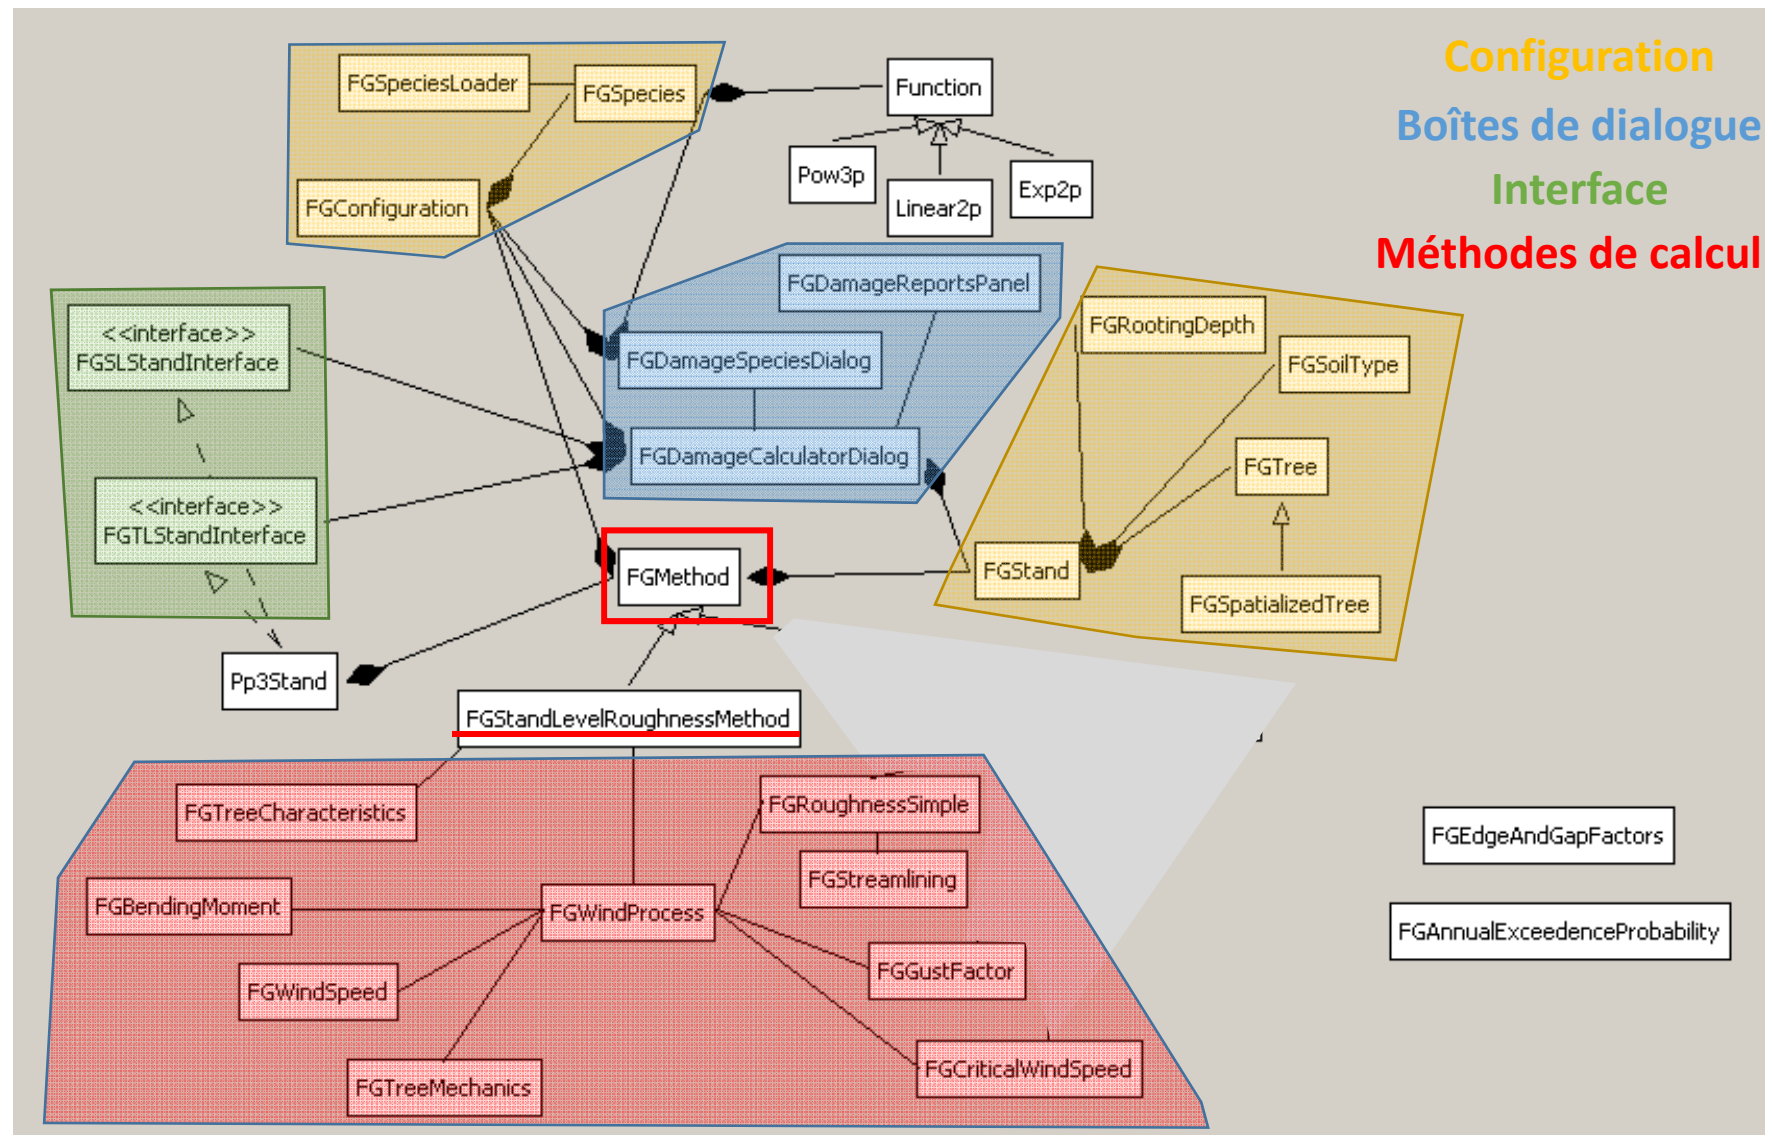 Configuration
Boîtes de dialogue
Interface
Méthodes de calcul
FGSpeciesLoader
FGSpecies
Function
FGConfiguration
Pow3p
Linear2p
Exp2p
FGDamageReportsPanel
<<interface>>
FGSLStandInterface
FGDamageSpeciesDialog
FGRootingDepth
FGSoilType
FGDamageCalculatorDialog
FGTree
<<interface>>
FGTLStandInterface
FGMethod
FGStand
FGSpatializedTree
Pp3Stand
FGStandLevelRoughnessMethod
FGTreeCharacteristics
FGRoughnessSimple
FGStreamlining
FGEdgeAndGapFactors
FGBendingMoment
FGWindProcess
FGAnnualExceedenceProbability
FGWindSpeed
FGGustFactor
FGTreeMechanics
FGCriticalWindSpeed